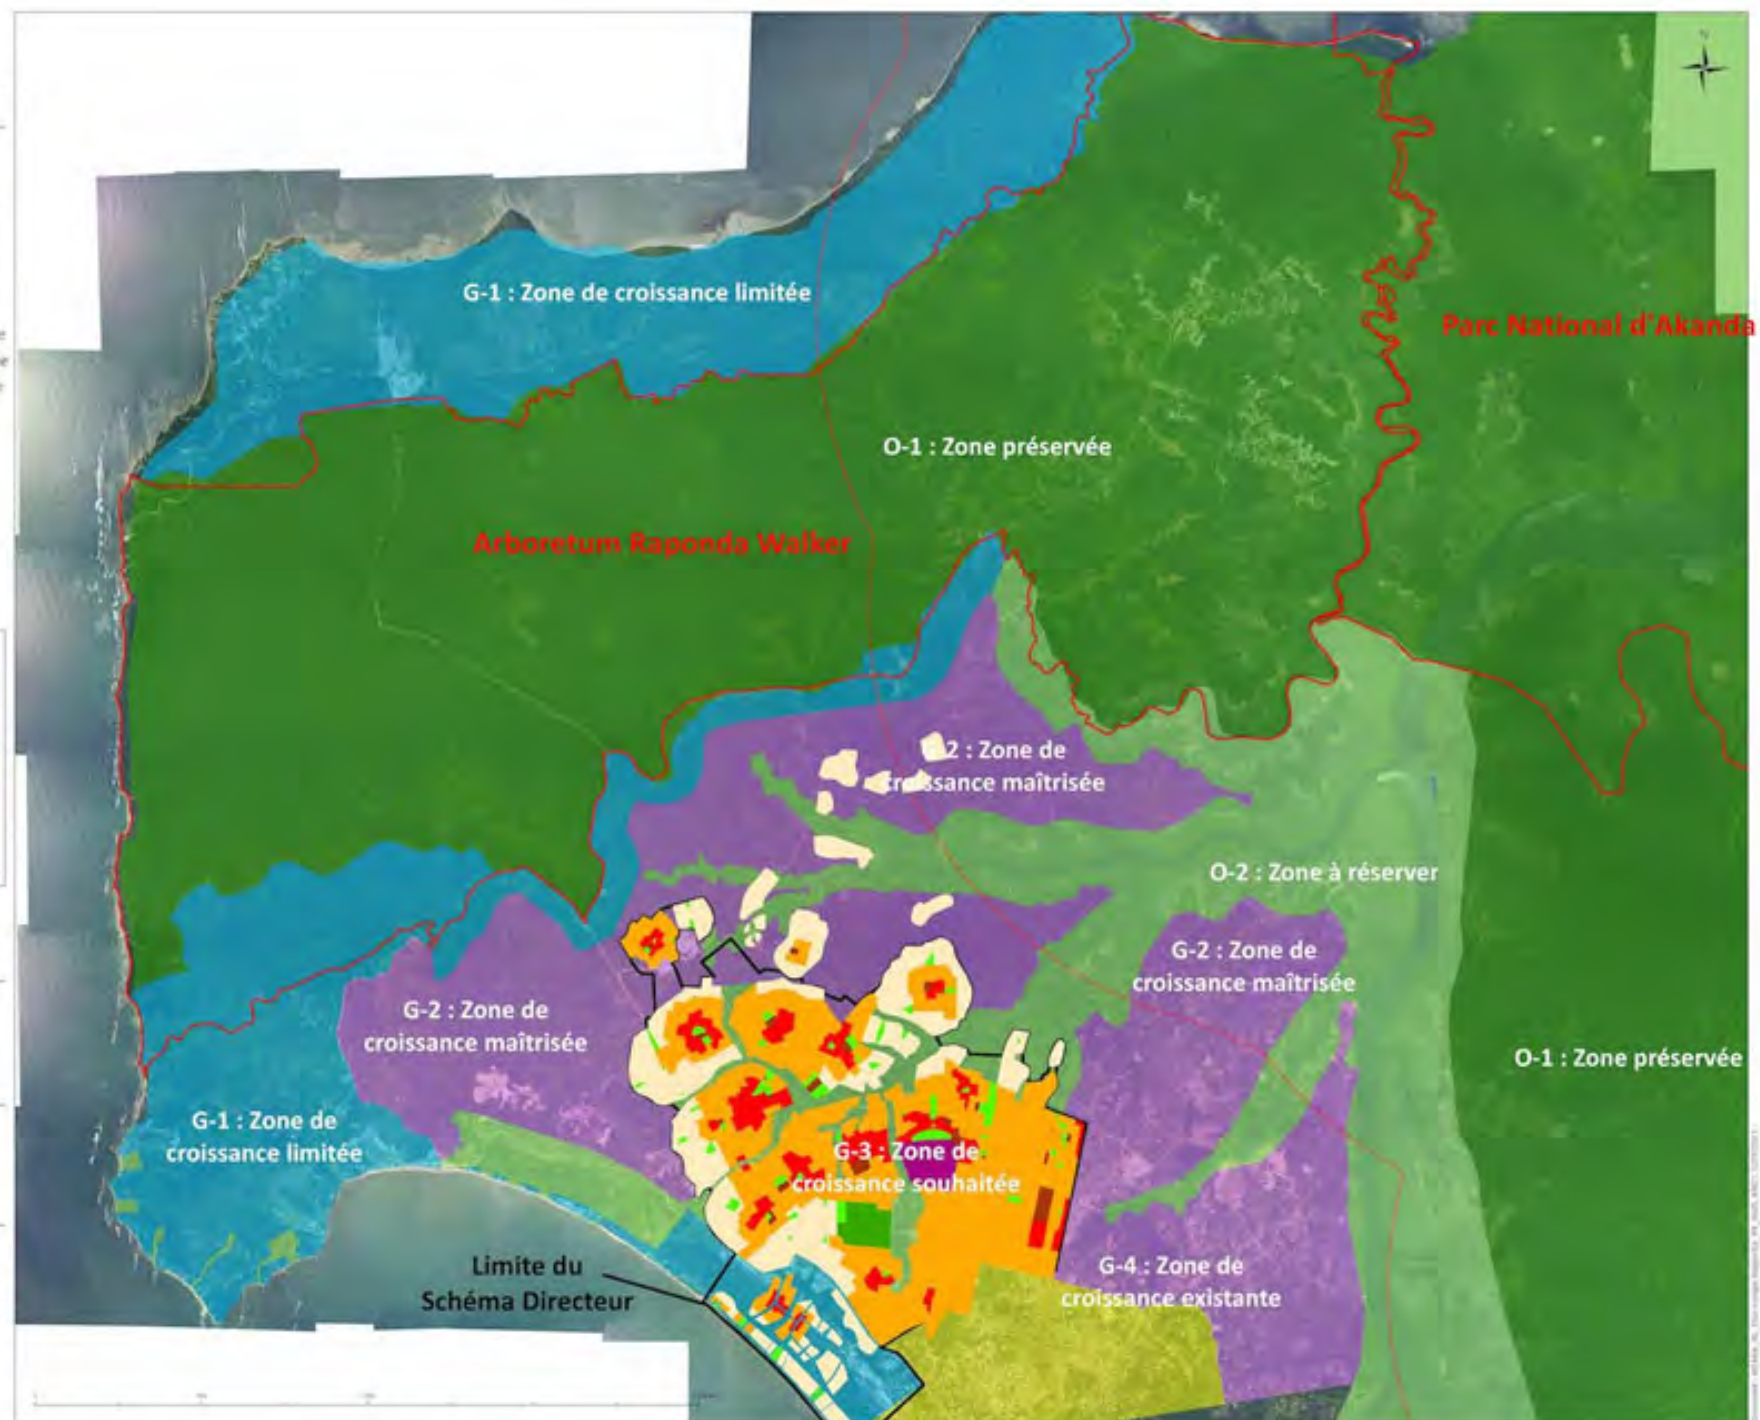 G-1 : Zone de croissance limitée
Parc National d'Akanda
O-1 : Zone préservée
Arboretum Raponda Walker
2 : Zone de
croissance maîtrisée
O-2 : Zone à réserver
G-2 : Zone de
croissance maîtrisée
G-2 : Zone de
croissance maîtrisée
O-1 : Zone préservée
G-1 : Zone de
croissance limitée
G-3 : Zone de
croissance souhaitée
Limite du
Schéma Directeur
G-4 : Zone de
croissance existante